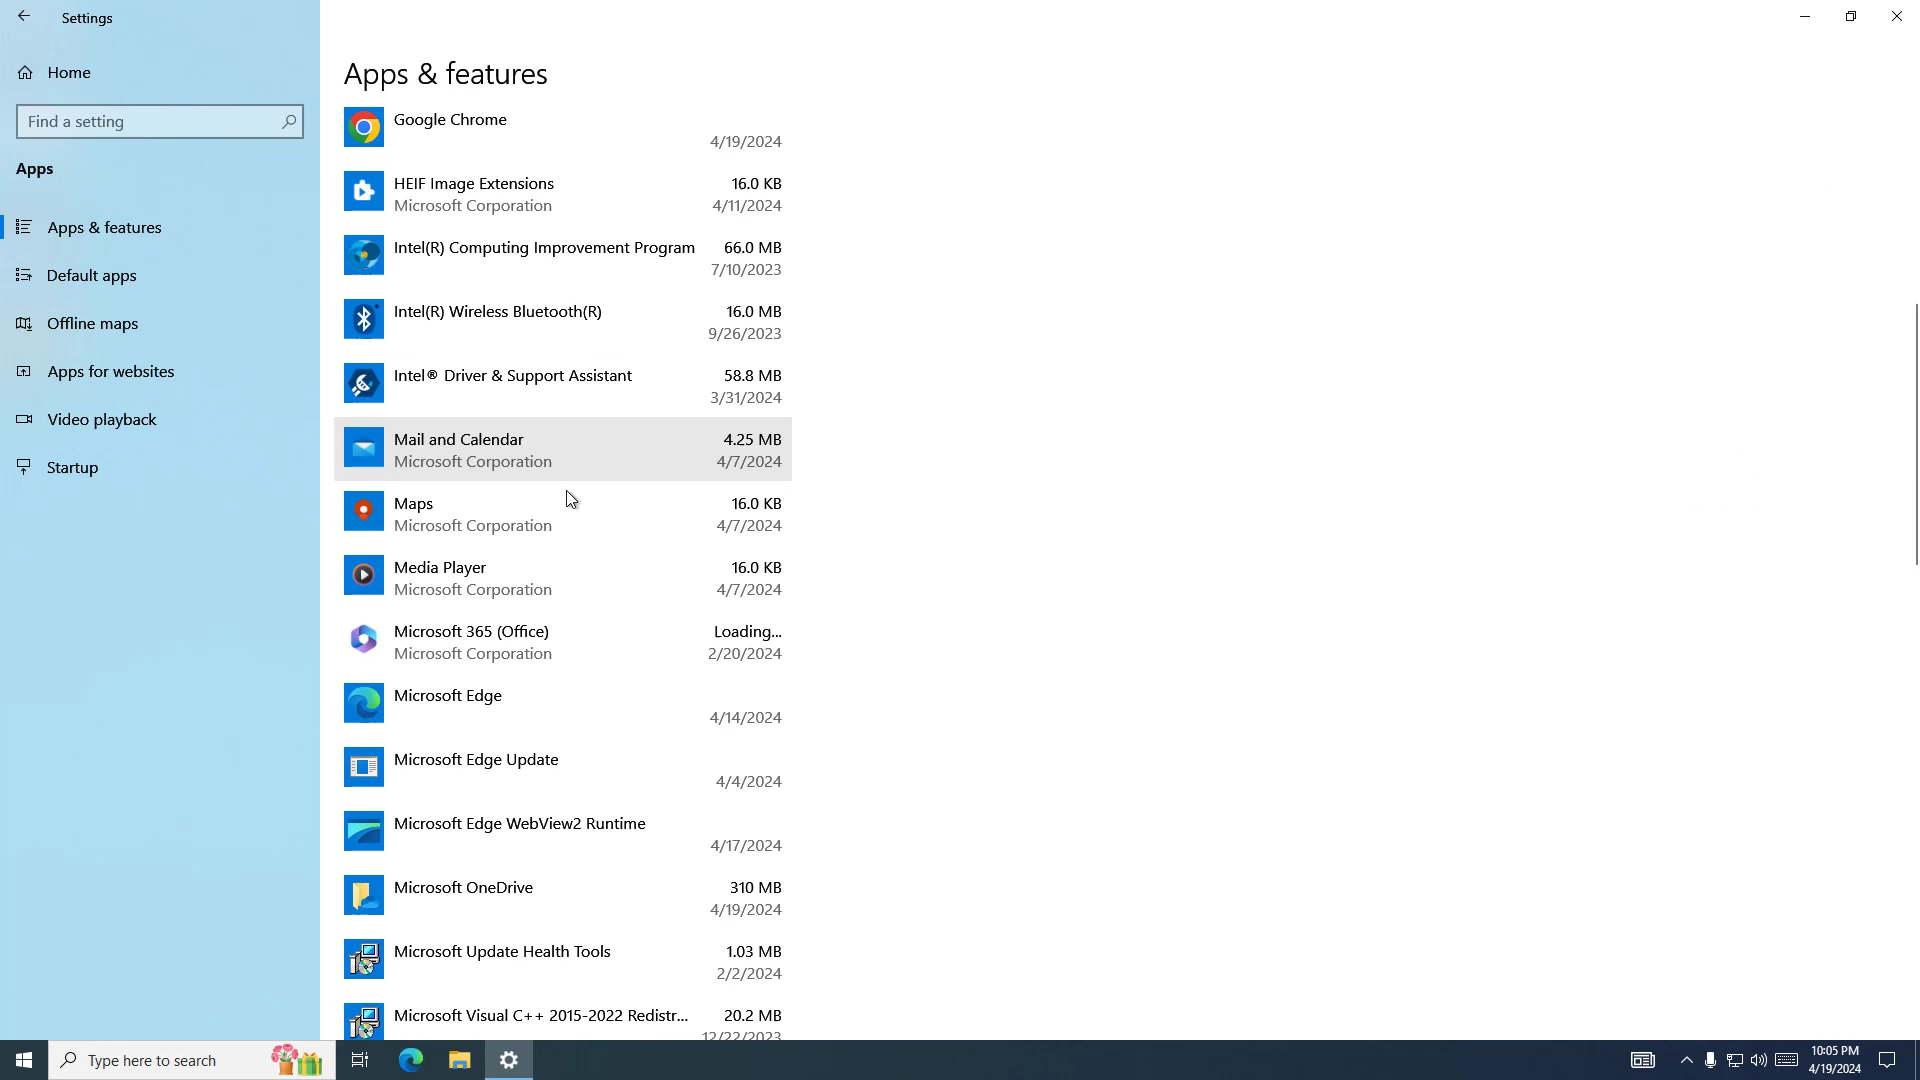 Settings
Home
Find a setting
Apps
Apps & features
Default apps
Offline maps
Apps for websites
Video playback
Startup
Apps & features
Google Chrome
4/19/2024
HEIF Image Extensions 16.0 KB
Microsoft Corporation 4/11/2024
Intel(R) Computing Improvement Program 66.0 MB
7/10/2023
Intel(R) Wireless Bluetooth(R) 16.0 MB
9/26/2023
Intel® Driver & Support Assistant 58.8 MB
3/31/2024
Mail and Calendar 4.25 MB
Microsoft Corporation 4/7/2024
Maps 16.0 KB
Microsoft Corporation 4/7/2024
Media Player 16.0 KB
Microsoft Corporation 4/7/2024
Microsoft 365 (Office) Loading...
Microsoft Corporation 2/20/2024
Microsoft Edge
4/14/2024
Microsoft Edge Update
4/4/2024
Microsoft Edge WebView2 Runtime
4/17/2024
Microsoft OneDrive 310 MB
4/19/2024
Microsoft Update Health Tools 1.03 MB
2/2/2024
Microsoft Visual C++ 2015-2022 Redistr... 20.2 MB
12/22/2023
Type here to search
10:05 PM
4/19/2024